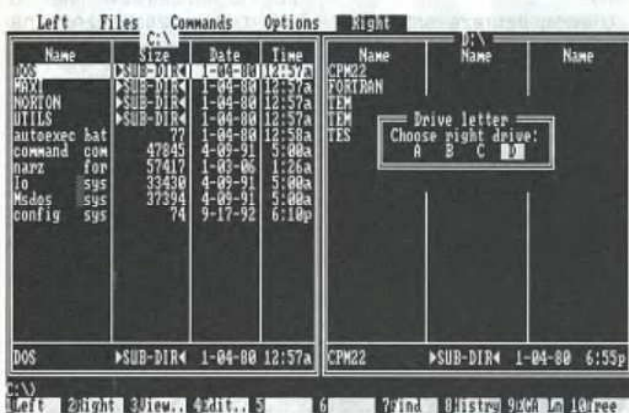 Left Files Commands Options Right
C:\ D:\
Name Size Date Time Name Name Name
DOS ►SUB-DIR◄ 1-04-80 12:57a CPM22
MAXI ►SUB-DIR◄ 1-04-80 12:57a FORTRAN
NORTON ►SUB-DIR◄ 1-04-80 12:57a TEM
UTILS ►SUB-DIR◄ 1-04-80 12:57a TEM Drive letter
autoexec bat 77 1-04-80 12:58a TES Choose right drive:
command com 47845 4-09-91 5:00a A B C D
narz for 57417 1-03-06 1:26a
Io sys 33430 4-09-91 5:00a
Msdos sys 37394 4-09-91 5:00a
config sys 74 9-17-92 6:10p
DOS ►SUB-DIR◄ 1-04-80 12:57a CPM22 ►SUB-DIR◄ 1-04-80 6:55p
C:\>
1Left 2Right 3View.. 4Edit.. 5 6 7Find 8Histry 9EGA Ln 10Tree